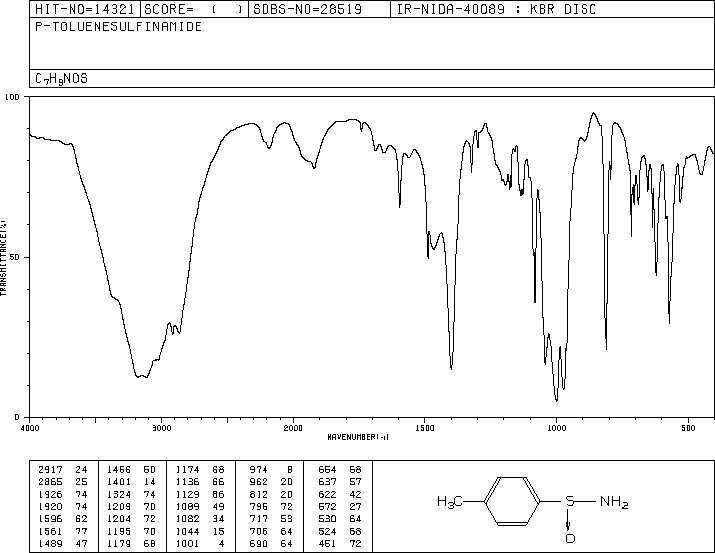 HIT-NO=14321 SCORE= ( ) SDBS-NO=28519 IR-NIDA-40089 : KBR DISC
P-TOLUENESULFINAMIDE
C7H9NOS
100
TRANSMITTANCE(%)
50
0
4000 3000 2000 1500 1000 500
WAVENUMBER(-1)
2917 24 1456 50 1174 68 974 8 654 58
2865 25 1401 14 1136 66 962 20 637 57
1926 74 1324 74 1129 66 812 20 622 42
1920 74 1209 70 1089 49 796 72 572 27
1596 62 1204 72 1082 34 717 53 530 64
1561 77 1195 70 1044 15 706 64 524 58
1489 47 1179 68 1001 4 690 64 451 72
H3C S NH2
O